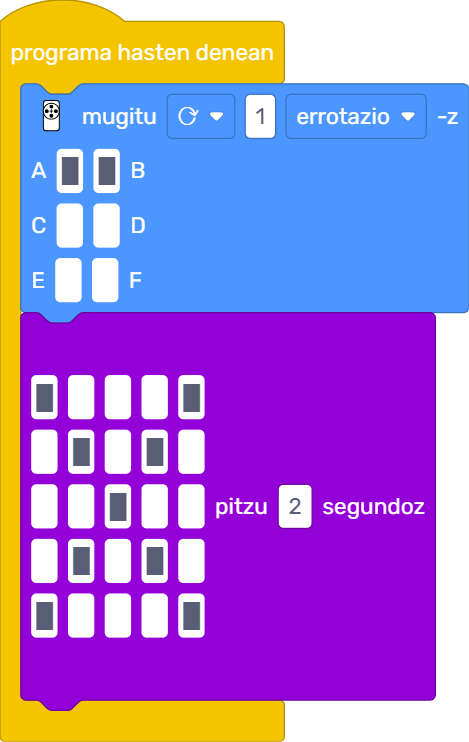 programa hasten denean
mugitu 1 errotazio -z
A B
C D
E F
pitzu 2 segundoz